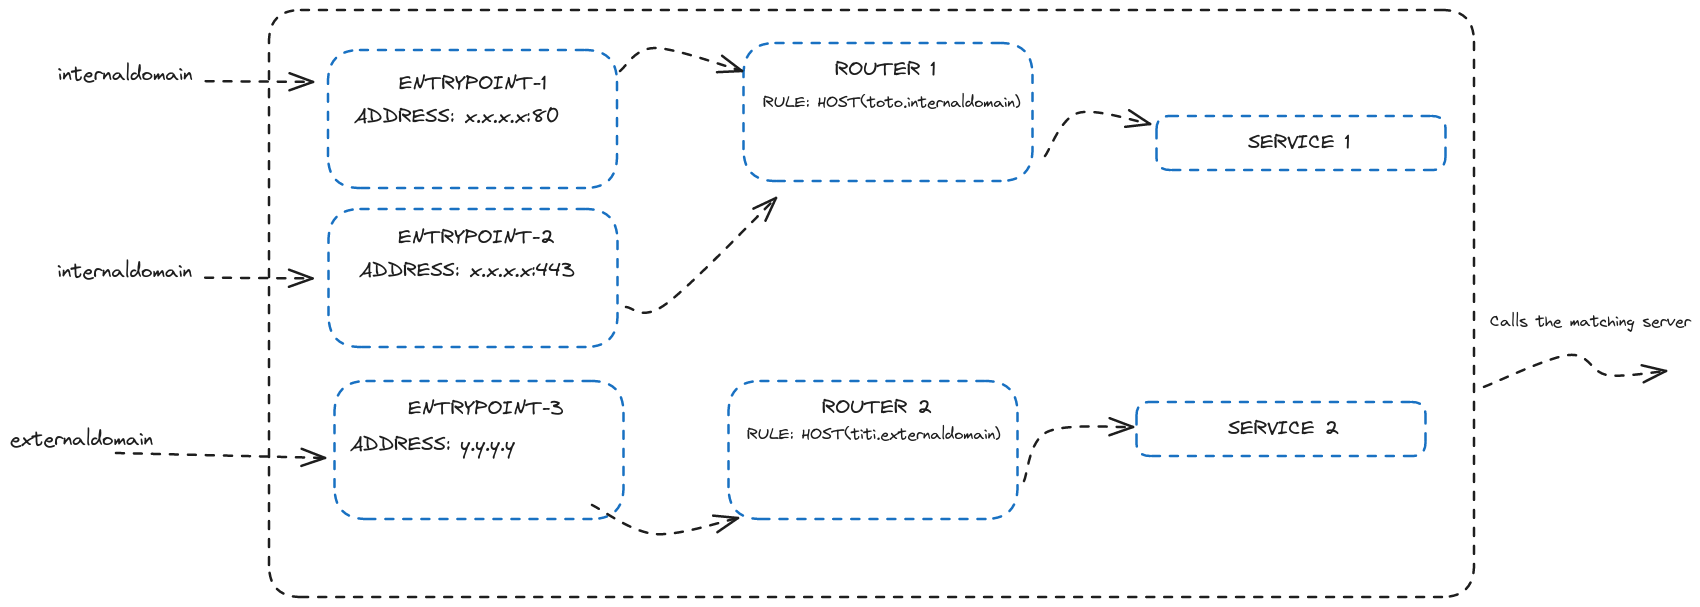 internaldomain
ENTRYPOINT-1
ADDRESS: x.x.x.x:80
ROUTER 1
RULE: HOST(toto.internaldomain)
SERVICE 1
internaldomain
ENTRYPOINT-2
ADDRESS: x.x.x.x:443
Calls the matching server
externaldomain
ENTRYPOINT-3
ADDRESS: y.y.y.y
ROUTER 2
RULE: HOST(titi.externaldomain)
SERVICE 2